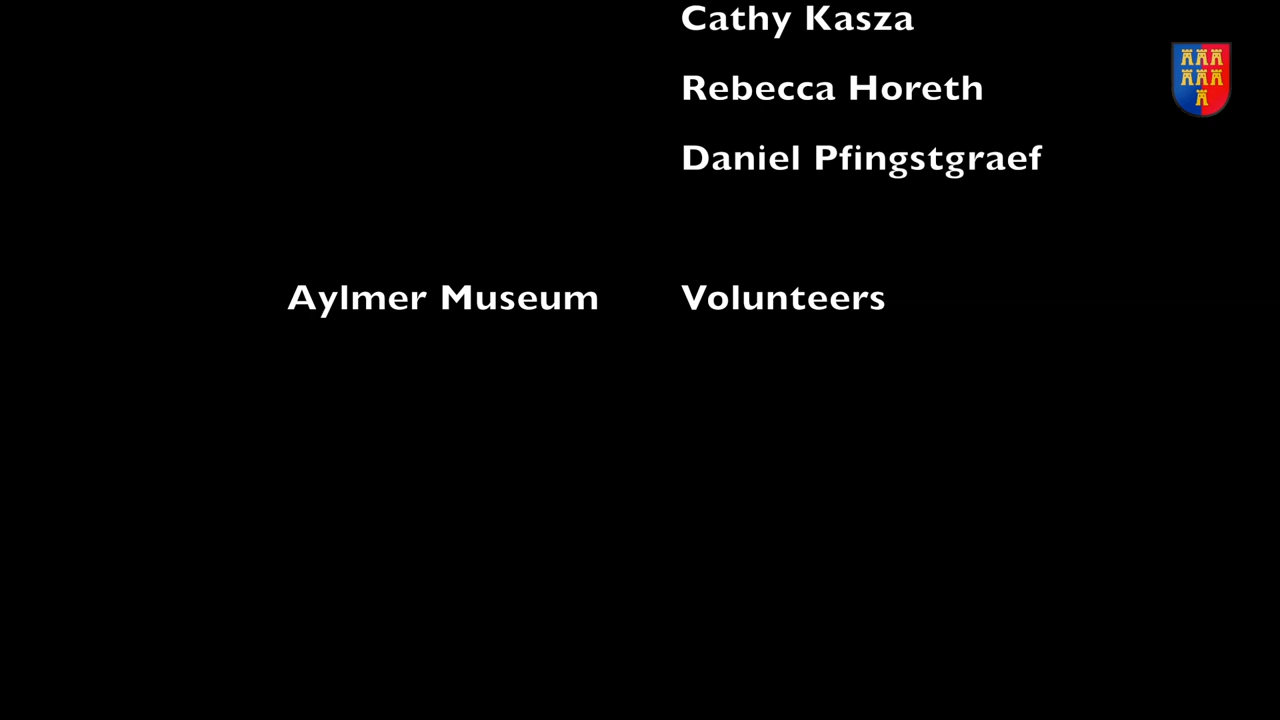 Cathy Kasza
Rebecca Horeth
Daniel Pfingstgraef
Aylmer Museum Volunteers